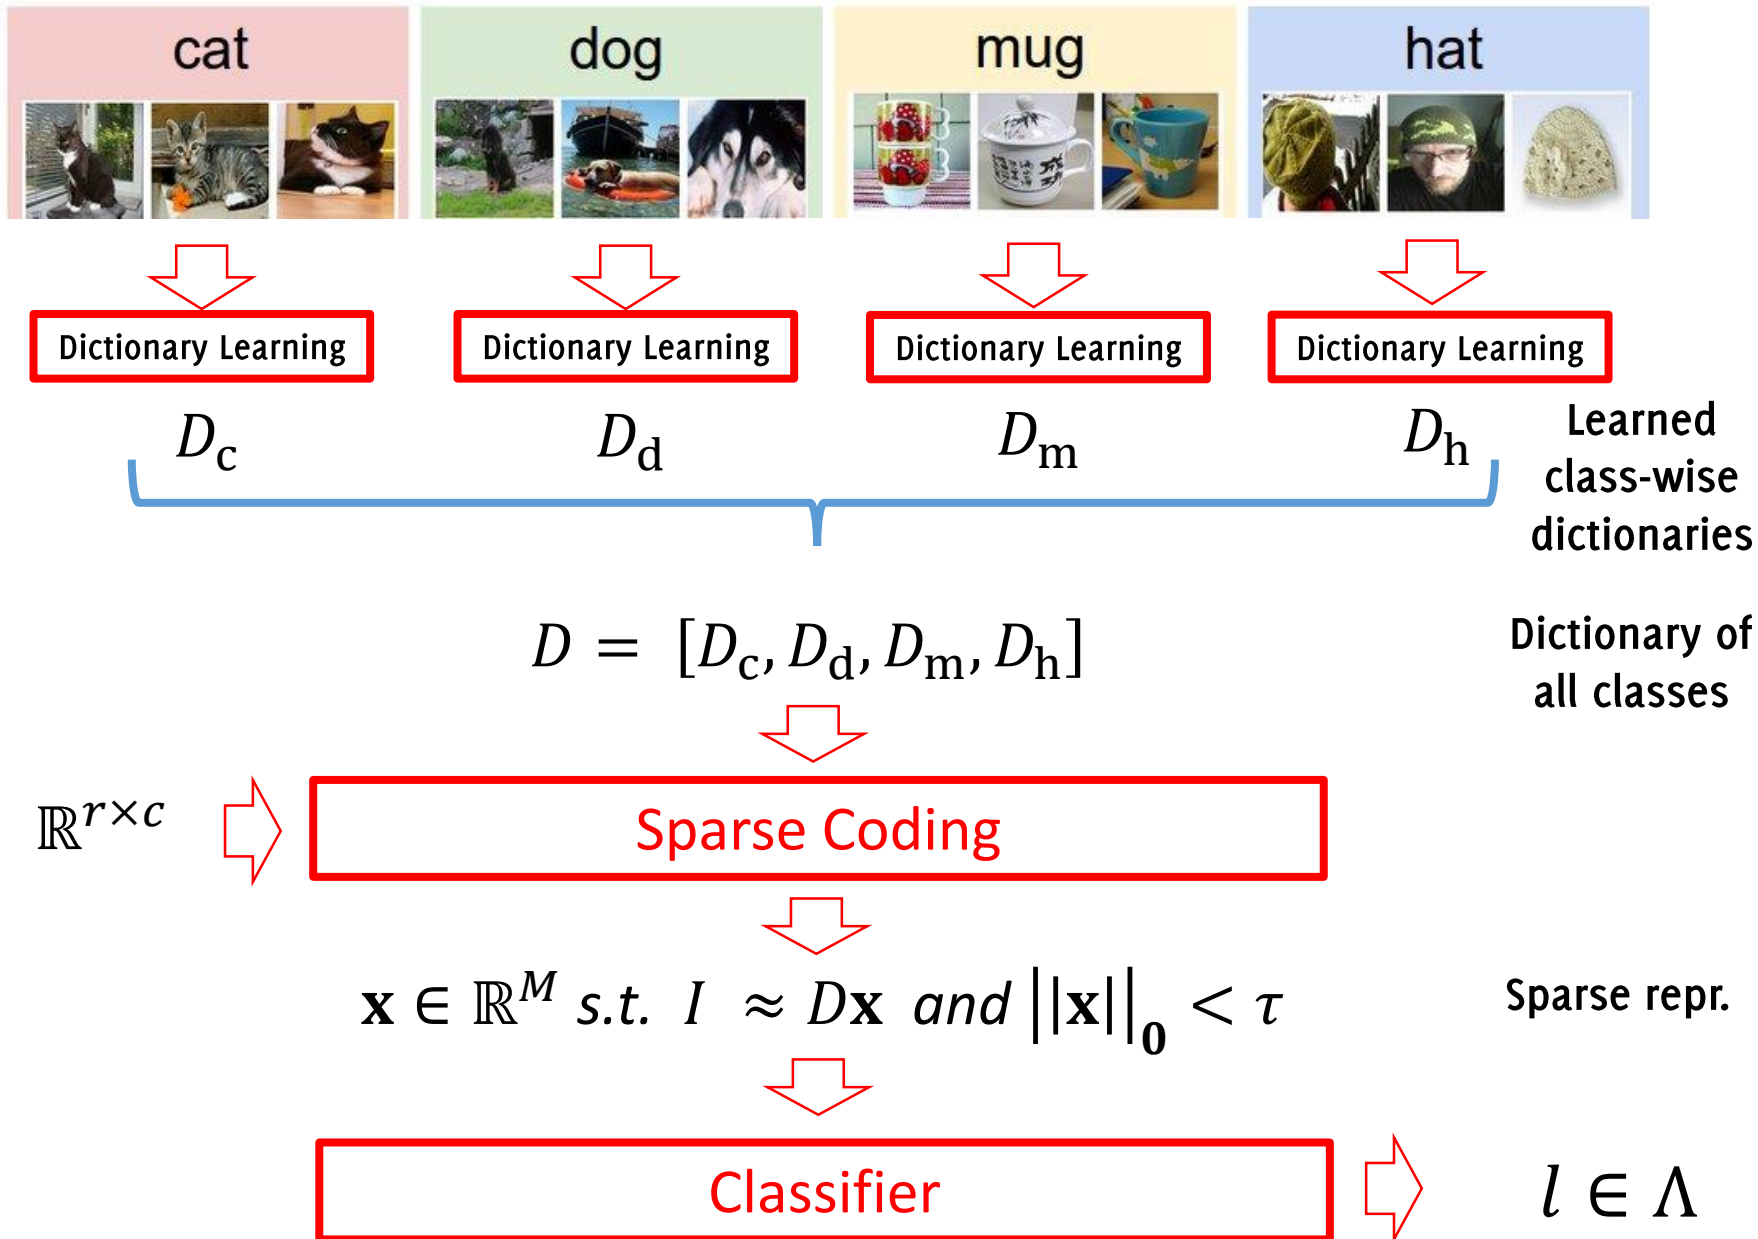 cat
dog
mug
hat
Dictionary Learning
Dictionary Learning
Dictionary Learning
Dictionary Learning
D_c
D_d
D_m
D_h
Learned
class-wise
dictionaries
D = [D_c, D_d, D_m, D_h]
Dictionary of
all classes
ℝ^{r×c}
Sparse Coding
𝐱 ∈ ℝ^M s.t. I ≈ D𝐱 and ||𝐱||_0 < τ
Sparse repr.
Classifier
l ∈ Λ